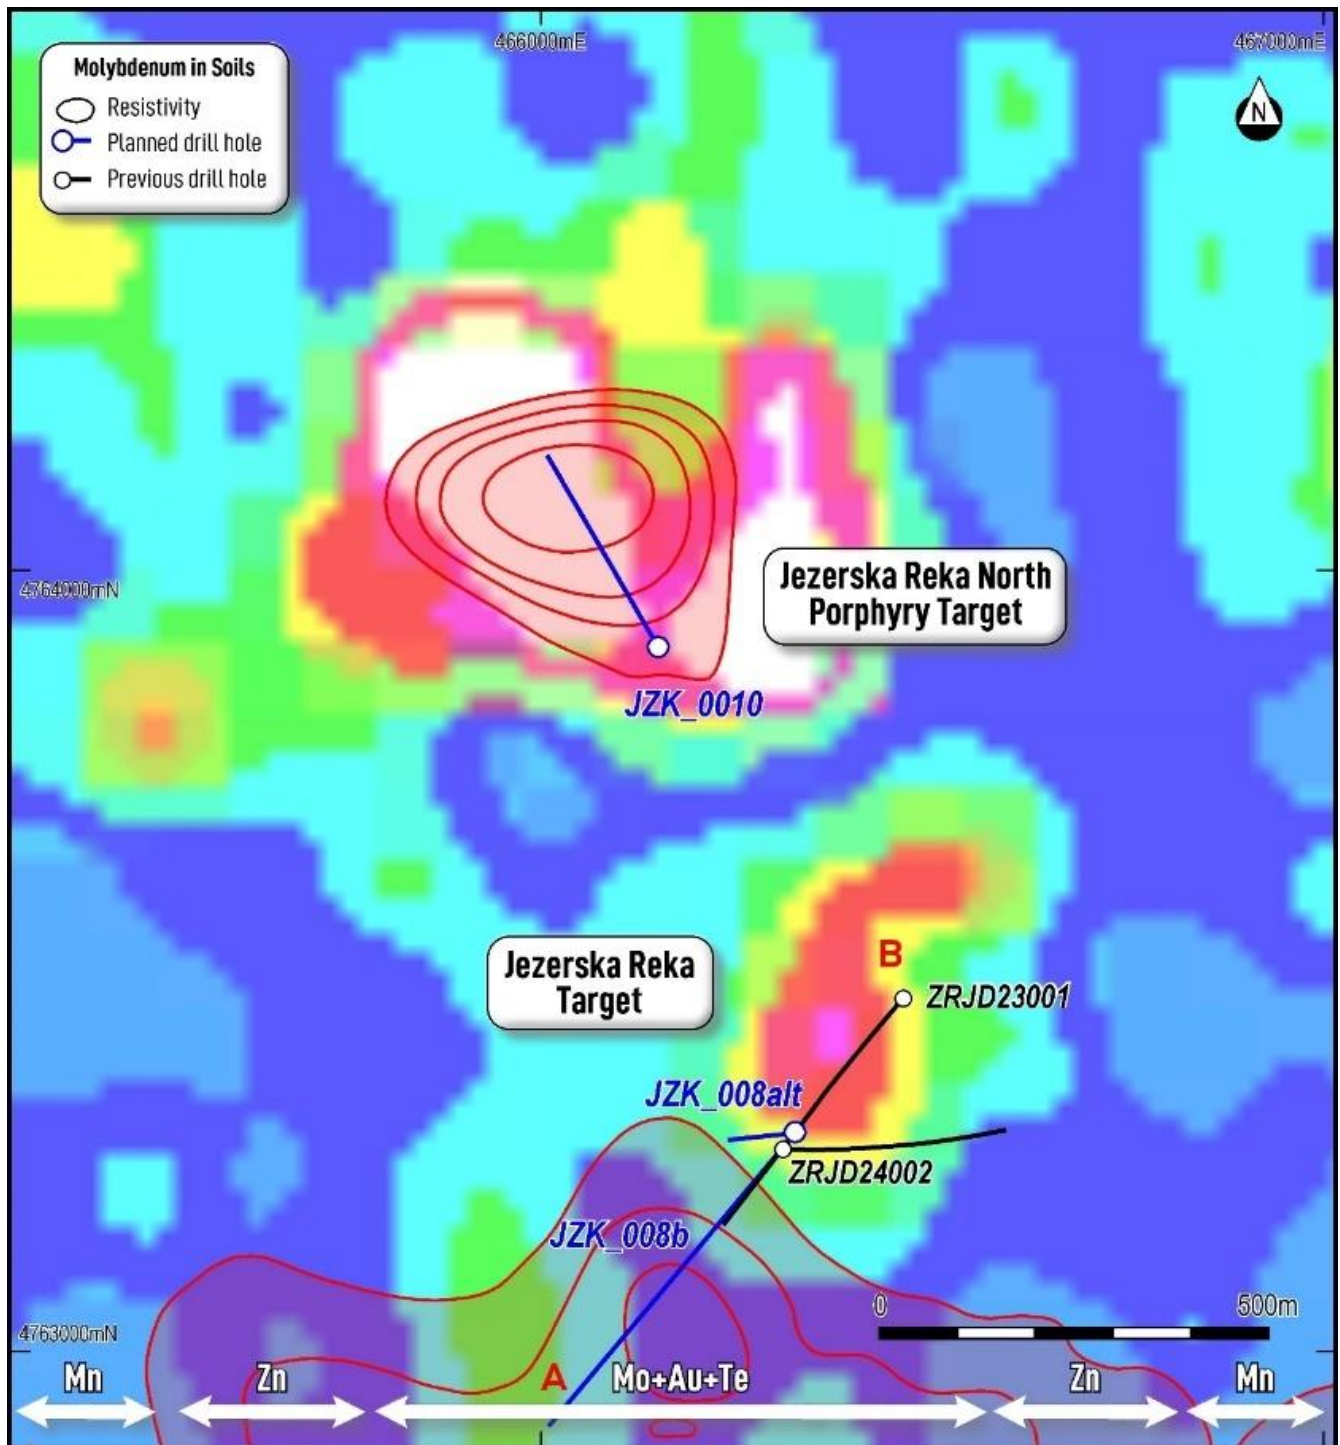 466000mE
467000mE
Molybdenum in Soils
Resistivity
Planned drill hole
Previous drill hole
N
4764000mN
Jezerska Reka North
Porphyry Target
JZK_0010
Jezerska Reka
Target
B
ZRJD23001
JZK_008alt
ZRJD24002
JZK_008b
0
500m
4763000mN
Mn
Zn
A
Mo+Au+Te
Zn
Mn